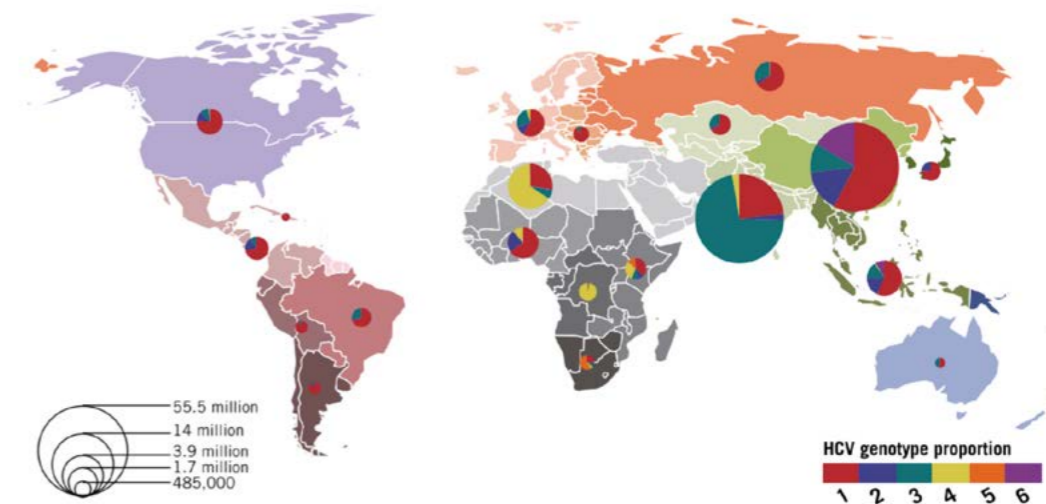 55.5 million
14 million
3.9 million
1.7 million
485,000
HCV genotype proportion
1 2 3 4 5 6